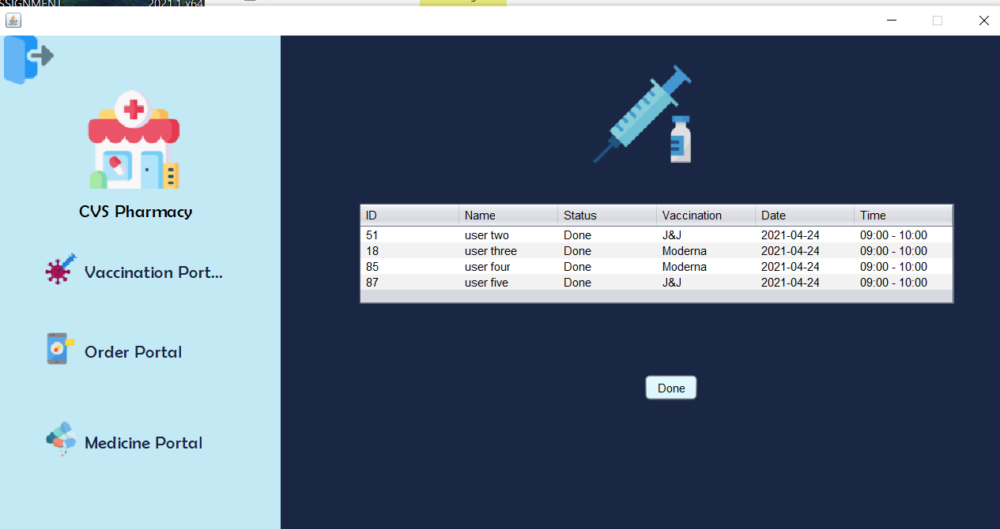 SSIGNMENT 2021.1 x64
CVS Pharmacy
Vaccination Port...
Order Portal
Medicine Portal
ID Name Status Vaccination Date Time
51 user two Done J&J 2021-04-24 09:00 - 10:00
18 user three Done Moderna 2021-04-24 09:00 - 10:00
85 user four Done Moderna 2021-04-24 09:00 - 10:00
87 user five Done J&J 2021-04-24 09:00 - 10:00
Done